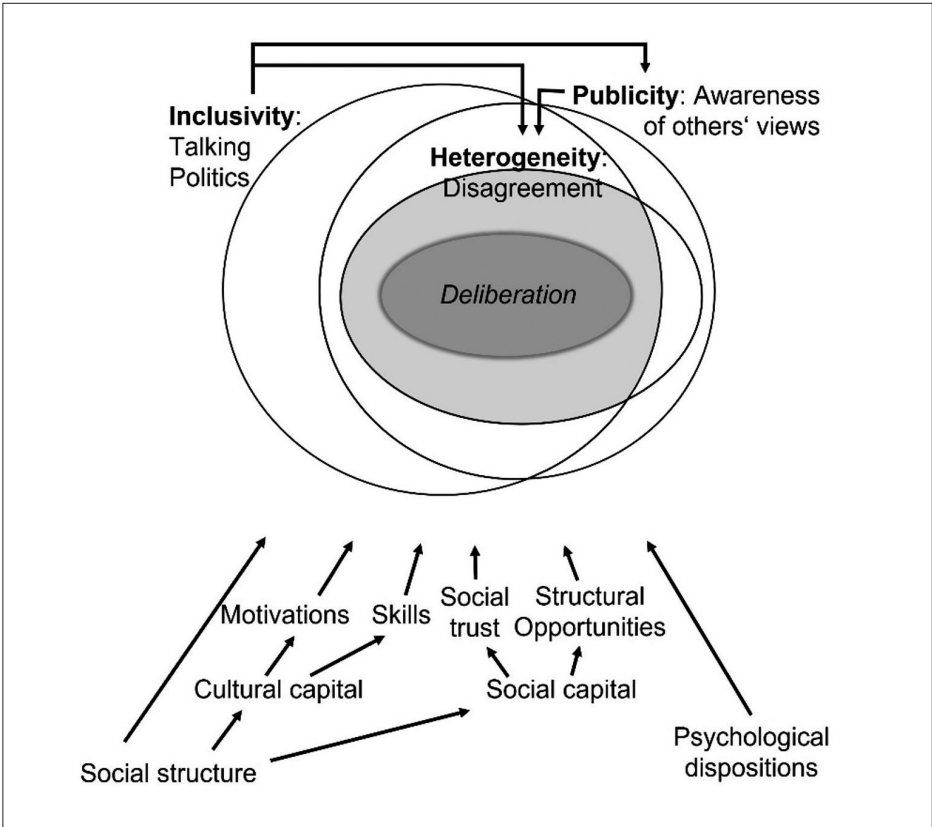 Inclusivity:
Talking
Politics
Publicity: Awareness
of others‘ views
Heterogeneity:
Disagreement
Deliberation
Motivations
Skills
Social
trust
Structural
Opportunities
Cultural capital
Social capital
Social structure
Psychological
dispositions